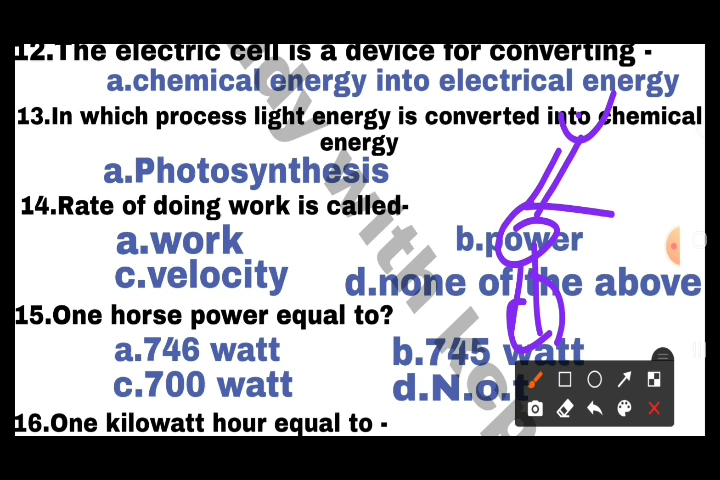 12.The electric cell is a device for converting -
a.chemical energy into electrical energy
13.In which process light energy is converted into chemical
energy
a.Photosynthesis
14.Rate of doing work is called-
a.work b.power
c.velocity d.none of the above
15.One horse power equal to?
a.746 watt b.745 watt
c.700 watt d.N.o.t
16.One kilowatt hour equal to -